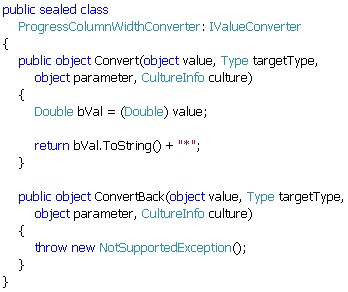 public sealed class
ProgressColumnWidthConverter: IValueConverter
{
public object Convert(object value, Type targetType,
object parameter, CultureInfo culture)
{
Double bVal = (Double) value;
return bVal.ToString() + "*";
}
public object ConvertBack(object value, Type targetType,
object parameter, CultureInfo culture)
{
throw new NotSupportedException();
}
}